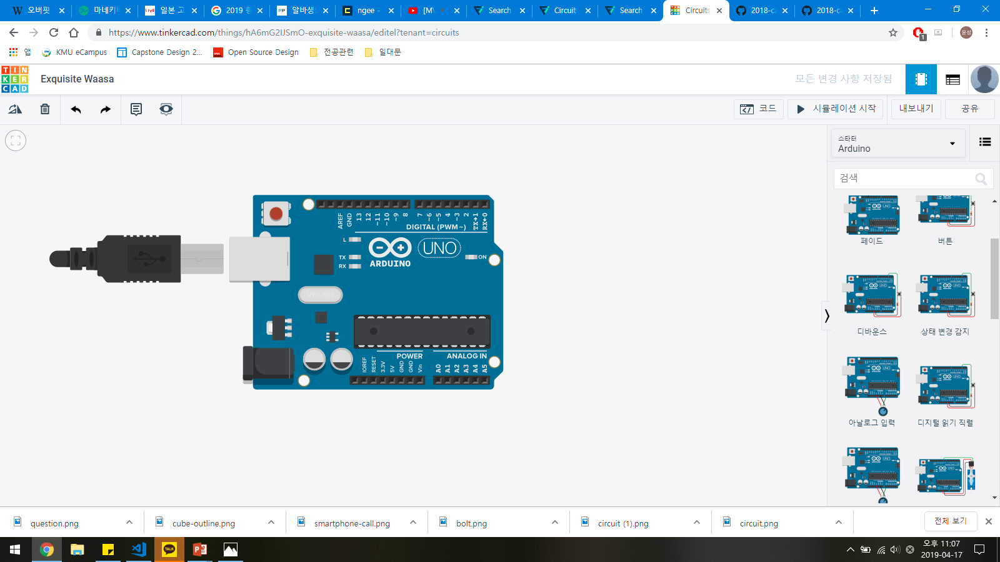 오버핏
마네키
일본 고
2019 증
알바생
ngee -
[M\
Search
Circuit
Search
Circuits
2018-c
2018-c
https://www.tinkercad.com/things/hA6mG2IJSmO-exquisite-waasa/editel?tenant=circuits
1
윤성
앱
KMU eCampus
Capstone Design 2...
Open Source Design
전공관련
일대문
TINKERCAD
Exquisite Waasa
모든 변경 사항 저장됨
코드
시뮬레이션 시작
내보내기
공유
스타터
Arduino
검색
AREF
GND
13
12
~11
~10
~9
8
7
~6
~5
4
~3
2
TX→1
RX←0
DIGITAL (PWM~)
L
TX
RX
ARDUINO
UNO
ON
POWER
ANALOG IN
IOREF
RESET
3.3V
5V
GND
GND
Vin
A0
A1
A2
A3
A4
A5
페이드
버튼
디바운스
상태 변경 감지
아날로그 입력
디지털 읽기 직렬
question.png
cube-outline.png
smartphone-call.png
bolt.png
circuit (1).png
circuit.png
전체 보기
TALK
오후 11:07
2019-04-17